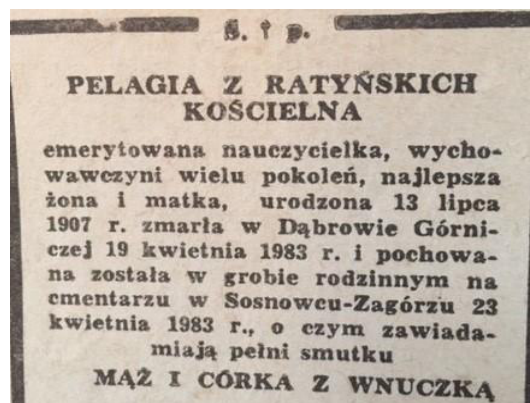 Ś. † p.
PELAGIA Z RATYŃSKICH
KOŚCIELNA
emerytowana nauczycielka, wycho-
wawczyni wielu pokoleń, najlepsza
żona i matka, urodzona 13 lipca
1907 r. zmarła w Dąbrowie Górni-
czej 19 kwietnia 1983 r. i pochowa-
na została w grobie rodzinnym na
cmentarzu w Sosnowcu-Zagórzu 23
kwietnia 1983 r., o czym zawiada-
miają pełni smutku
MĄŻ I CÓRKA Z WNUCZKĄ